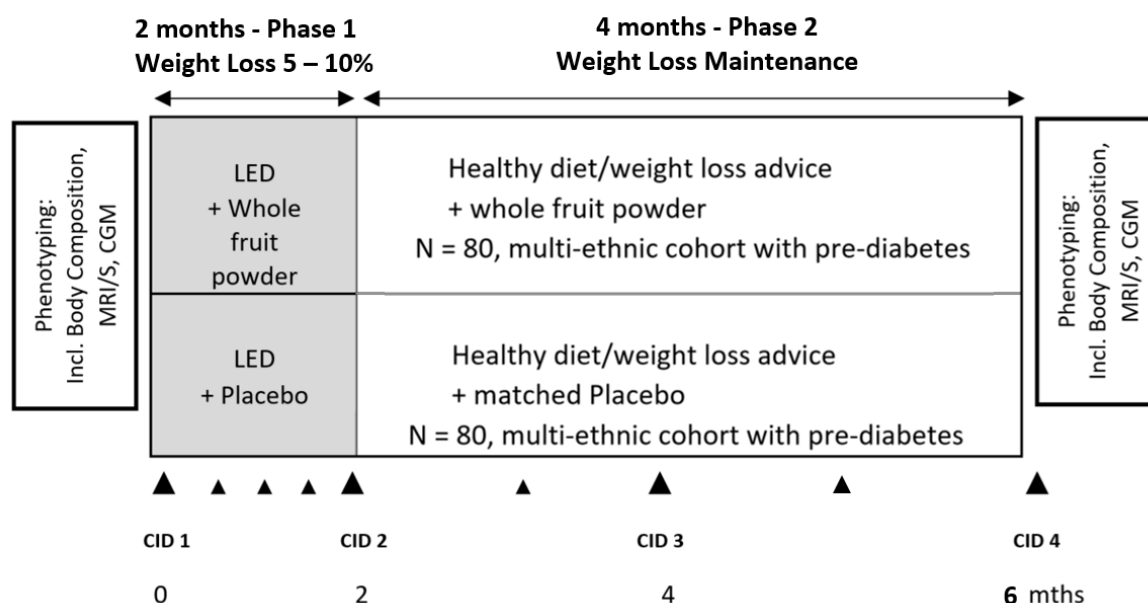 2 months - Phase 1
Weight Loss 5 – 10%
4 months - Phase 2
Weight Loss Maintenance
Phenotyping:
Incl. Body Composition,
MRI/S, CGM
LED
+ Whole
fruit
powder
Healthy diet/weight loss advice
+ whole fruit powder
N = 80, multi-ethnic cohort with pre-diabetes
LED
+ Placebo
Healthy diet/weight loss advice
+ matched Placebo
N = 80, multi-ethnic cohort with pre-diabetes
Phenotyping:
Incl. Body Composition,
MRI/S, CGM
CID 1
CID 2
CID 3
CID 4
0
2
4
6 mths